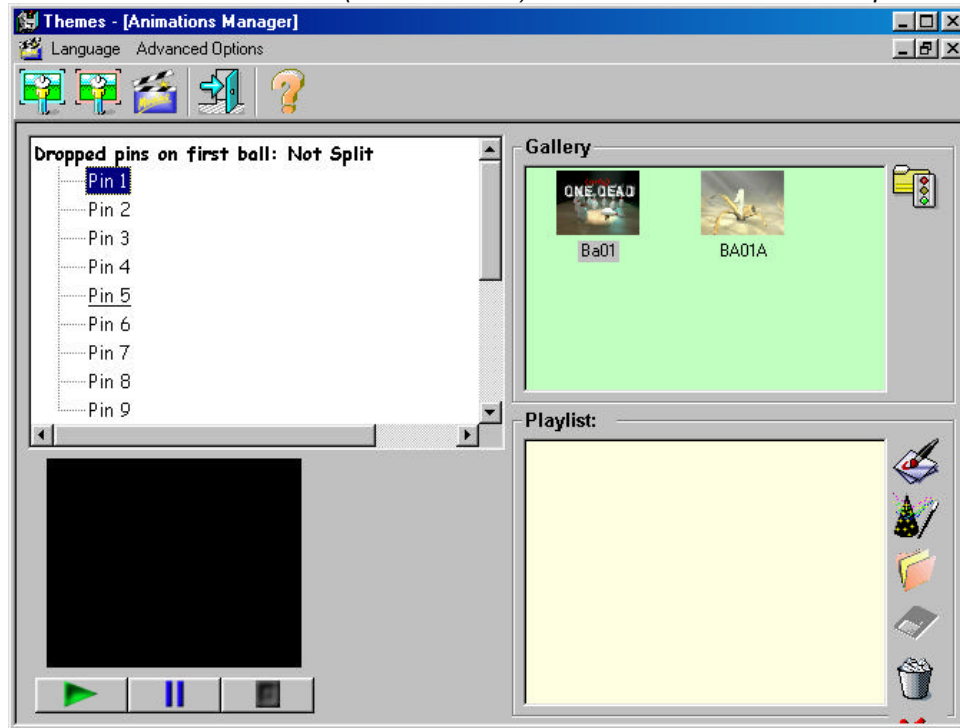 Themes - [Animations Manager]
Language Advanced Options
Dropped pins on first ball: Not Split
Pin 1
Pin 2
Pin 3
Pin 4
Pin 5
Pin 6
Pin 7
Pin 8
Pin 9
Gallery
ONE DEAD
Ba01
1
BA01A
Playlist: